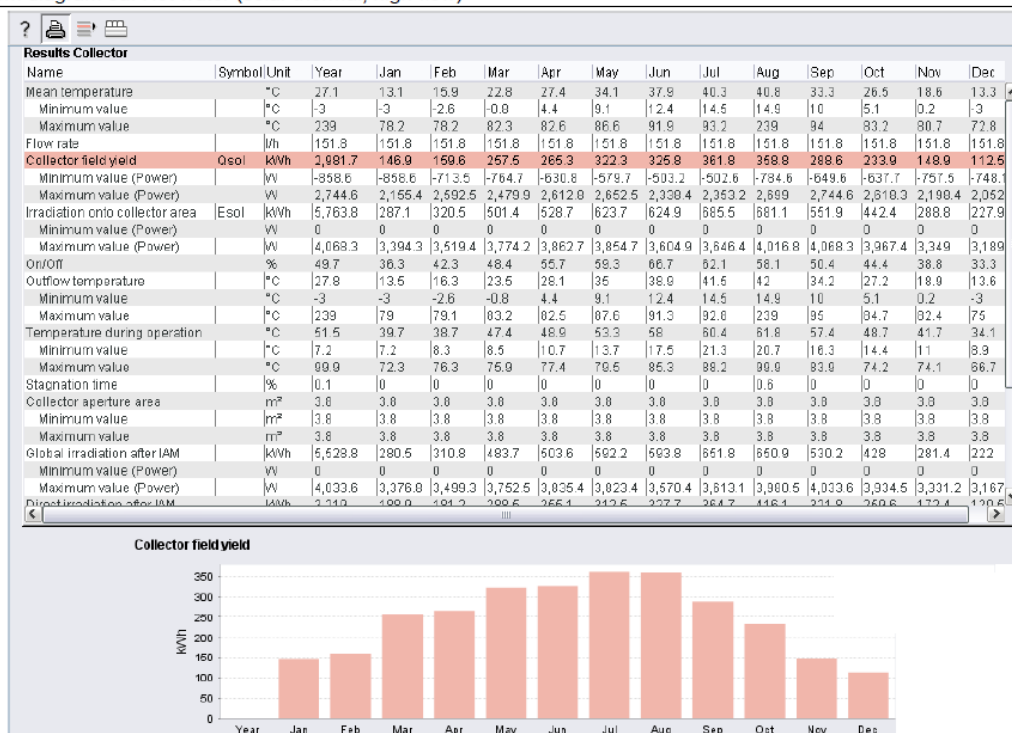 ?
Results Collector
Name Symbol Unit Year Jan Feb Mar Apr May Jun Jul Aug Sep Oct Nov Dec
Mean temperature °C 27.1 13.1 15.9 22.8 27.4 34.1 37.9 40.3 40.8 33.3 26.5 18.6 13.3
Minimum value °C -3 -3 -2.6 -0.8 4.4 9.1 12.4 14.5 14.9 10 5.1 0.2 -3
Maximum value °C 239 78.2 78.2 82.3 82.6 86.6 91.9 93.2 239 94 83.2 80.7 72.8
Flow rate l/h 151.8 151.8 151.8 151.8 151.8 151.8 151.8 151.8 151.8 151.8 151.8 151.8 151.8
Collector field yield Qsol kWh 2,981.7 146.9 159.6 257.5 265.3 322.3 325.8 361.8 358.8 288.6 233.9 148.9 112.5
Minimum value (Power) W -858.6 -858.6 -713.5 -764.7 -630.8 -579.7 -503.2 -502.6 -784.6 -649.6 -637.7 -757.5 -748.1
Maximum value (Power) W 2,744.6 2,155.4 2,592.5 2,479.9 2,612.8 2,652.5 2,338.4 2,353.2 2,699 2,744.6 2,618.3 2,198.4 2,052
Irradiation onto collector area Esol kWh 5,763.8 287.1 320.5 501.4 528.7 623.7 624.9 685.5 681.1 551.9 442.4 288.8 227.9
Minimum value (Power) W 0 0 0 0 0 0 0 0 0 0 0 0 0
Maximum value (Power) W 4,068.3 3,394.3 3,519.4 3,774.2 3,862.7 3,854.7 3,604.9 3,646.4 4,016.8 4,068.3 3,967.4 3,349 3,189
On/Off % 49.7 36.3 42.3 48.4 55.7 59.3 66.7 62.1 58.1 50.4 44.4 38.8 33.3
Outflow temperature °C 27.8 13.5 16.3 23.5 28.1 35 38.9 41.5 42 34.2 27.2 18.9 13.6
Minimum value °C -3 -3 -2.6 -0.8 4.4 9.1 12.4 14.5 14.9 10 5.1 0.2 -3
Maximum value °C 239 79 79.1 83.2 82.5 87.6 91.3 92.8 239 95 84.7 82.4 75
Temperature during operation °C 51.5 39.7 38.7 47.4 48.9 53.3 58 60.4 61.8 57.4 48.7 41.7 34.1
Minimum value °C 7.2 7.2 8.3 8.5 10.7 13.7 17.5 21.3 20.7 16.3 14.4 11 8.9
Maximum value °C 99.9 72.3 76.3 75.9 77.4 79.5 85.3 88.2 99.9 83.9 74.2 74.1 66.7
Stagnation time % 0.1 0 0 0 0 0 0 0 0.6 0 0 0 0
Collector aperture area m² 3.8 3.8 3.8 3.8 3.8 3.8 3.8 3.8 3.8 3.8 3.8 3.8 3.8
Minimum value m² 3.8 3.8 3.8 3.8 3.8 3.8 3.8 3.8 3.8 3.8 3.8 3.8 3.8
Maximum value m² 3.8 3.8 3.8 3.8 3.8 3.8 3.8 3.8 3.8 3.8 3.8 3.8 3.8
Global irradiation after IAM kWh 5,528.8 280.5 310.8 483.7 503.6 592.2 593.8 651.8 650.9 530.2 428 281.4 222
Minimum value (Power) W 0 0 0 0 0 0 0 0 0 0 0 0 0
Maximum value (Power) W 4,033.6 3,376.8 3,499.3 3,752.5 3,835.4 3,823.4 3,570.4 3,613.1 3,980.5 4,033.6 3,934.5 3,331.2 3,167
Direct irradiation after IAM kWh
Collector field yield
350
300
250
kWh
200
150
100
50
0
Year Jan Feb Mar Apr May Jun Jul Aug Sep Oct Nov Dec